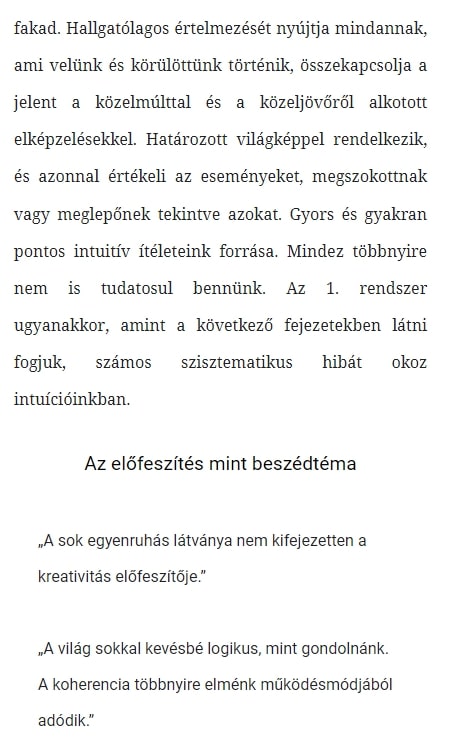 fakad. Hallgatólagos értelmezését nyújtja mindannak,
ami velünk és körülöttünk történik, összekapcsolja a
jelent a közelmúlttal és a közeljövőről alkotott
elképzelésekkel. Határozott világképpel rendelkezik,
és azonnal értékeli az eseményeket, megszokottnak
vagy meglepőnek tekintve azokat. Gyors és gyakran
pontos intuitív ítéleteink forrása. Mindez többnyire
nem is tudatosul bennünk. Az 1. rendszer
ugyanakkor, amint a következő fejezetekben látni
fogjuk, számos szisztematikus hibát okoz
intuícióinkban.
Az előfeszítés mint beszédtéma
„A sok egyenruhás látványa nem kifejezetten a
kreativitás előfeszítője.”
„A világ sokkal kevésbé logikus, mint gondolnánk.
A koherencia többnyire elménk működésmódjából
adódik.”